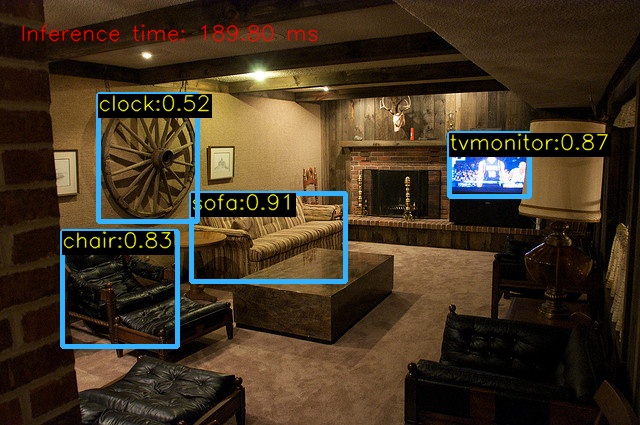 Inference time: 189.80 ms
clock:0.52
tvmonitor:0.87
sofa:0.91
chair:0.83